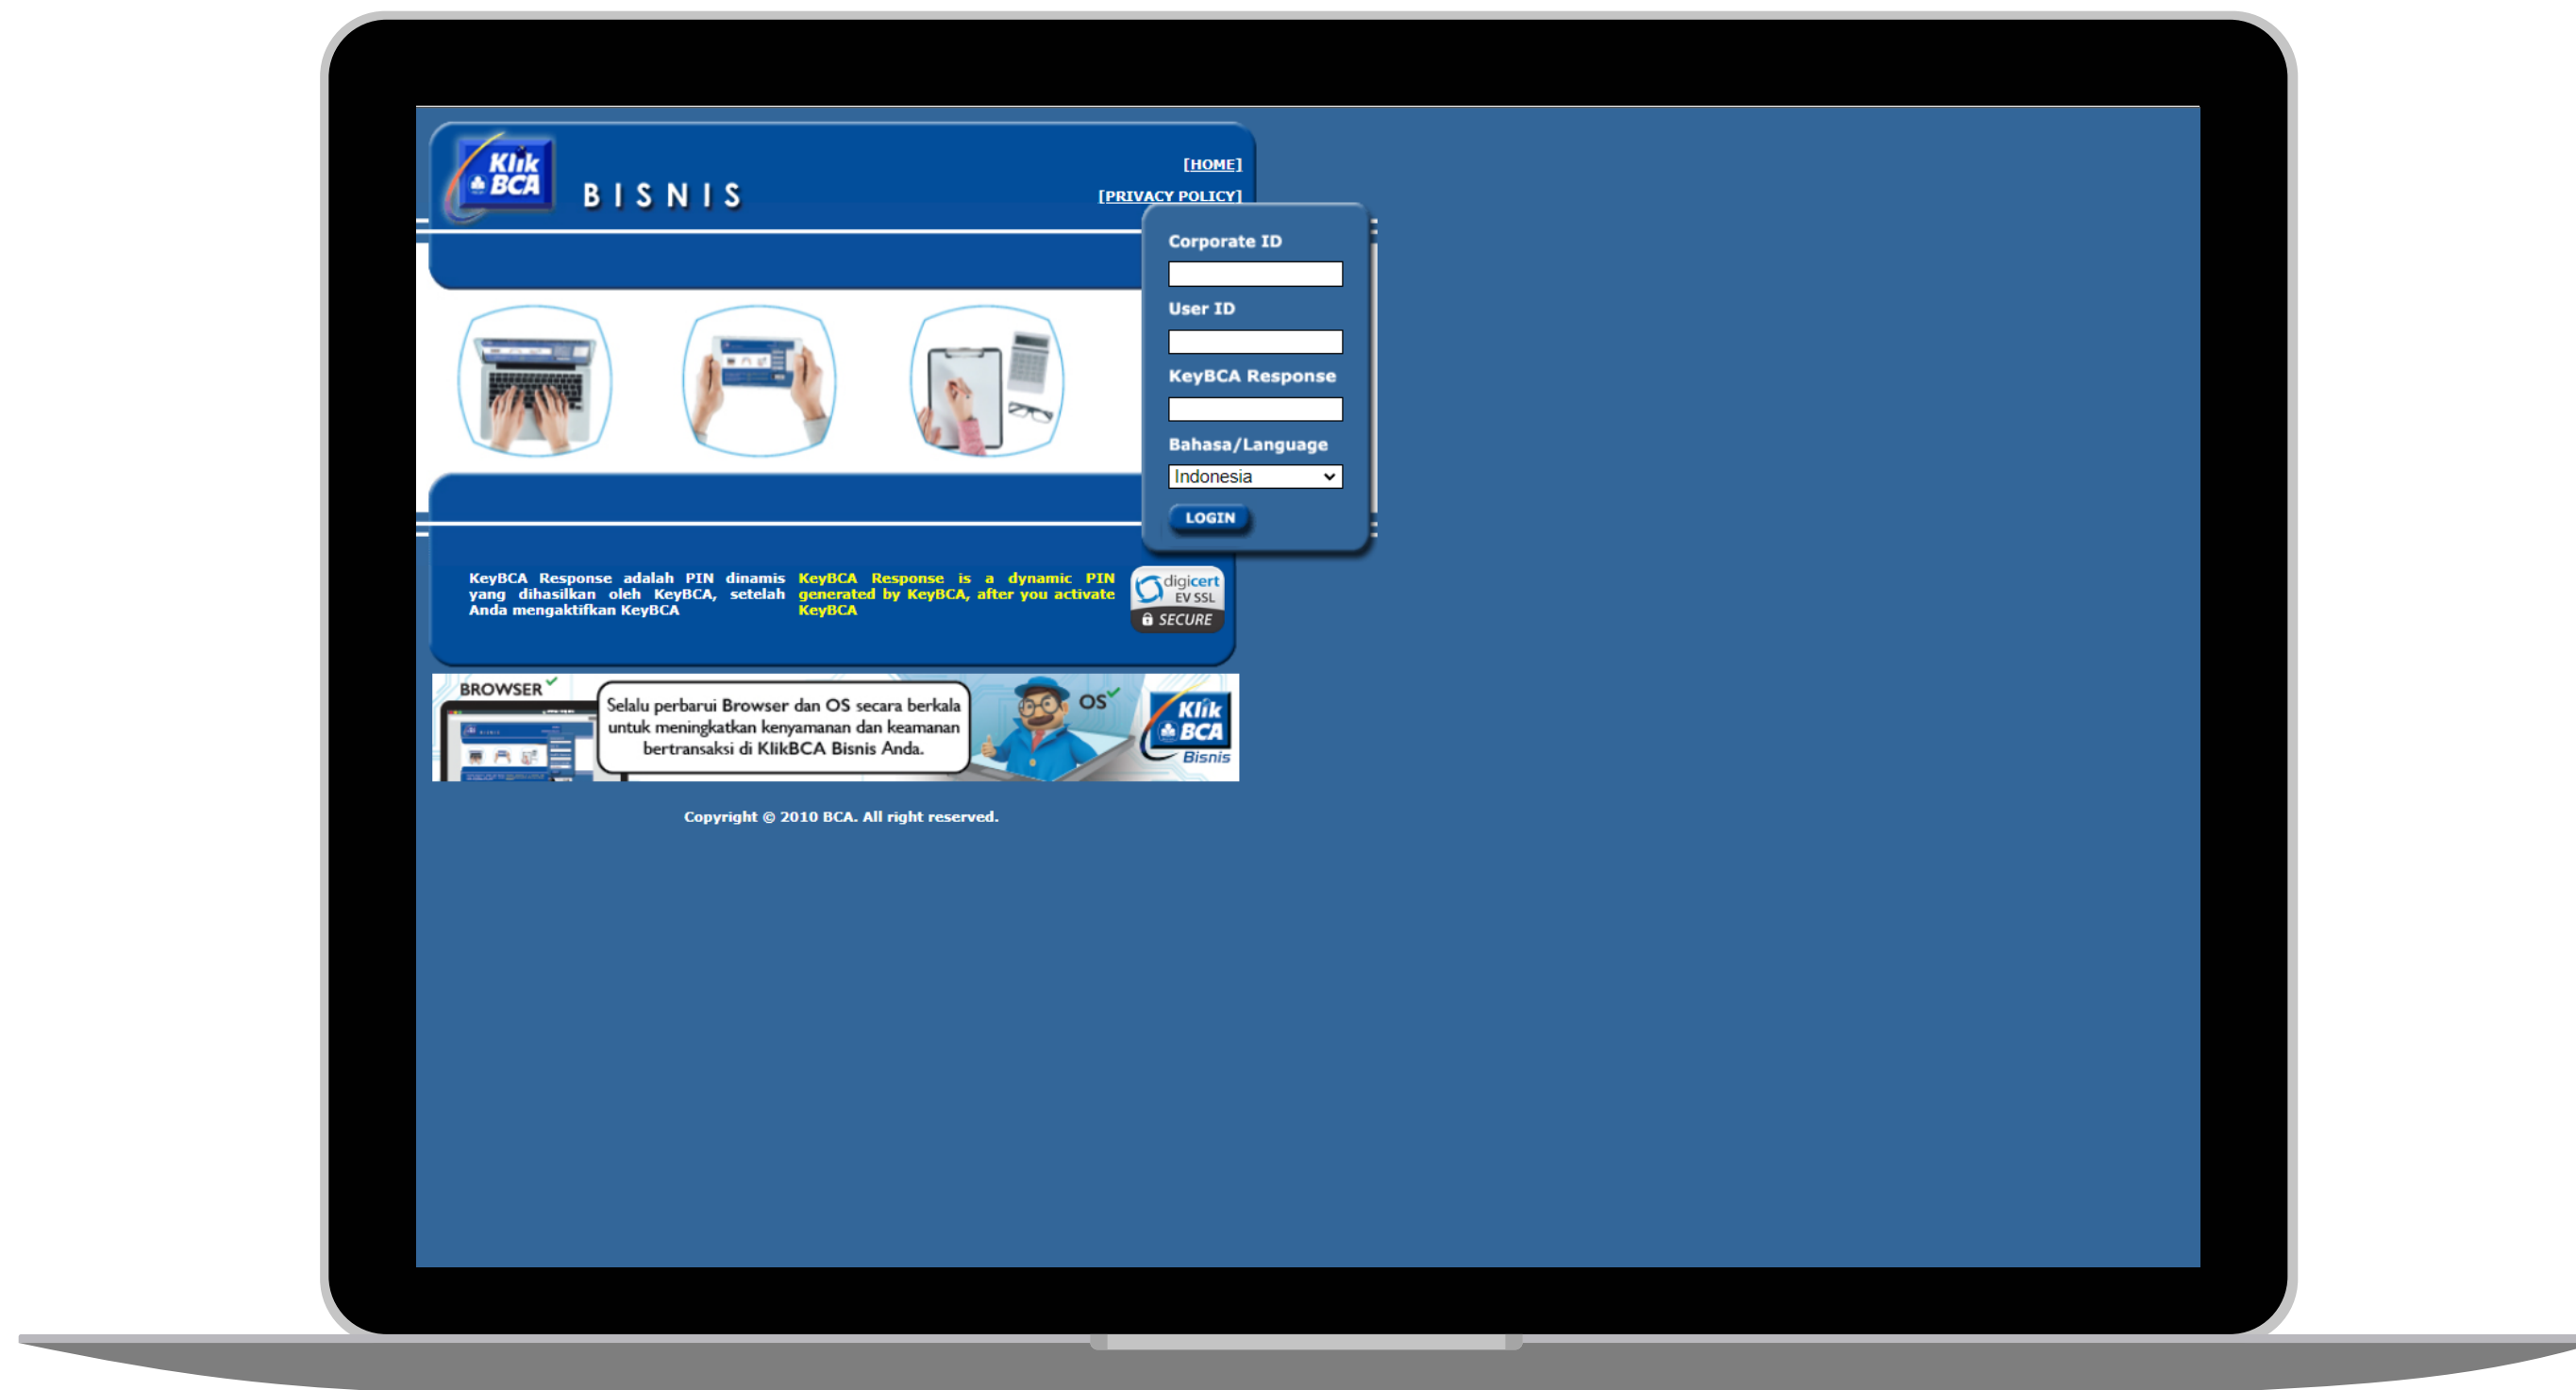 Klik
BCA
BISNIS
[HOME]
[PRIVACY POLICY]
Corporate ID
User ID
KeyBCA Response
Bahasa/Language
Indonesia
LOGIN
KeyBCA Response adalah PIN dinamis
yang dihasilkan oleh KeyBCA, setelah
Anda mengaktifkan KeyBCA
KeyBCA Response is a dynamic PIN
generated by KeyBCA, after you activate
KeyBCA
digicert
EV SSL
SECURE
BROWSER
Selalu perbarui Browser dan OS secara berkala
untuk meningkatkan kenyamanan dan keamanan
bertransaksi di KlikBCA Bisnis Anda.
OS
Klik
BCA
Bisnis
Copyright © 2010 BCA. All right reserved.